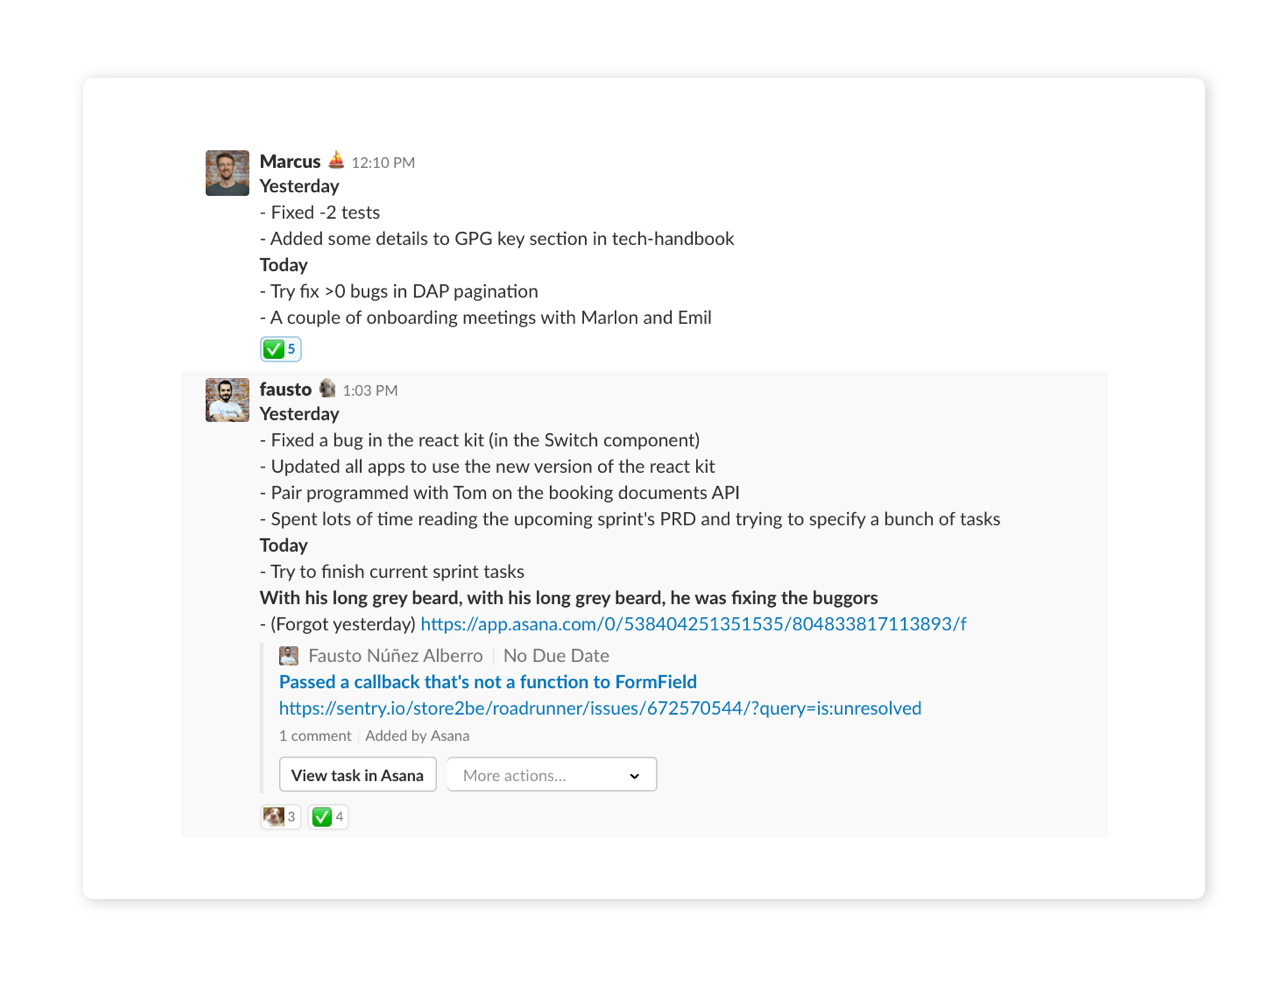 Marcus 12:10 PM
Yesterday
- Fixed -2 tests
- Added some details to GPG key section in tech-handbook
Today
- Try fix >0 bugs in DAP pagination
- A couple of onboarding meetings with Marlon and Emil
5
fausto 1:03 PM
Yesterday
- Fixed a bug in the react kit (in the Switch component)
- Updated all apps to use the new version of the react kit
- Pair programmed with Tom on the booking documents API
- Spent lots of time reading the upcoming sprint's PRD and trying to specify a bunch of tasks
Today
- Try to finish current sprint tasks
With his long grey beard, with his long grey beard, he was fixing the buggors
- (Forgot yesterday) https://app.asana.com/0/538404251351535/804833817113893/f
Fausto Núñez Alberro | No Due Date
Passed a callback that's not a function to FormField
https://sentry.io/store2be/roadrunner/issues/672570544/?query=is:unresolved
1 comment | Added by Asana
View task in Asana More actions...
3 4